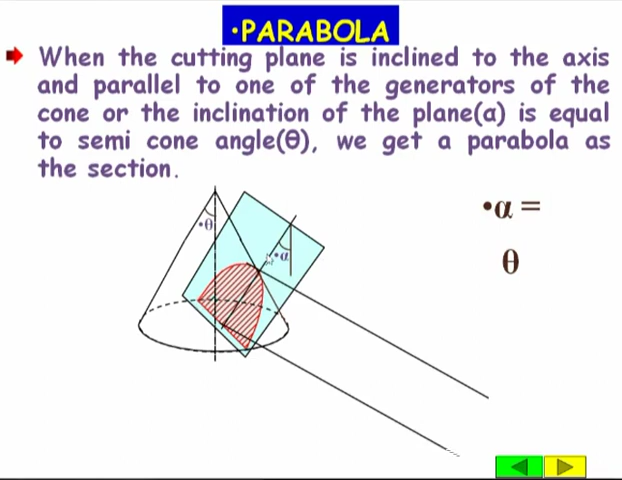 •PARABOLA
When the cutting plane is inclined to the axis
and parallel to one of the generators of the
cone or the inclination of the plane(α) is equal
to semi cone angle(θ), we get a parabola as
the section.
•α =
θ
•θ
•α